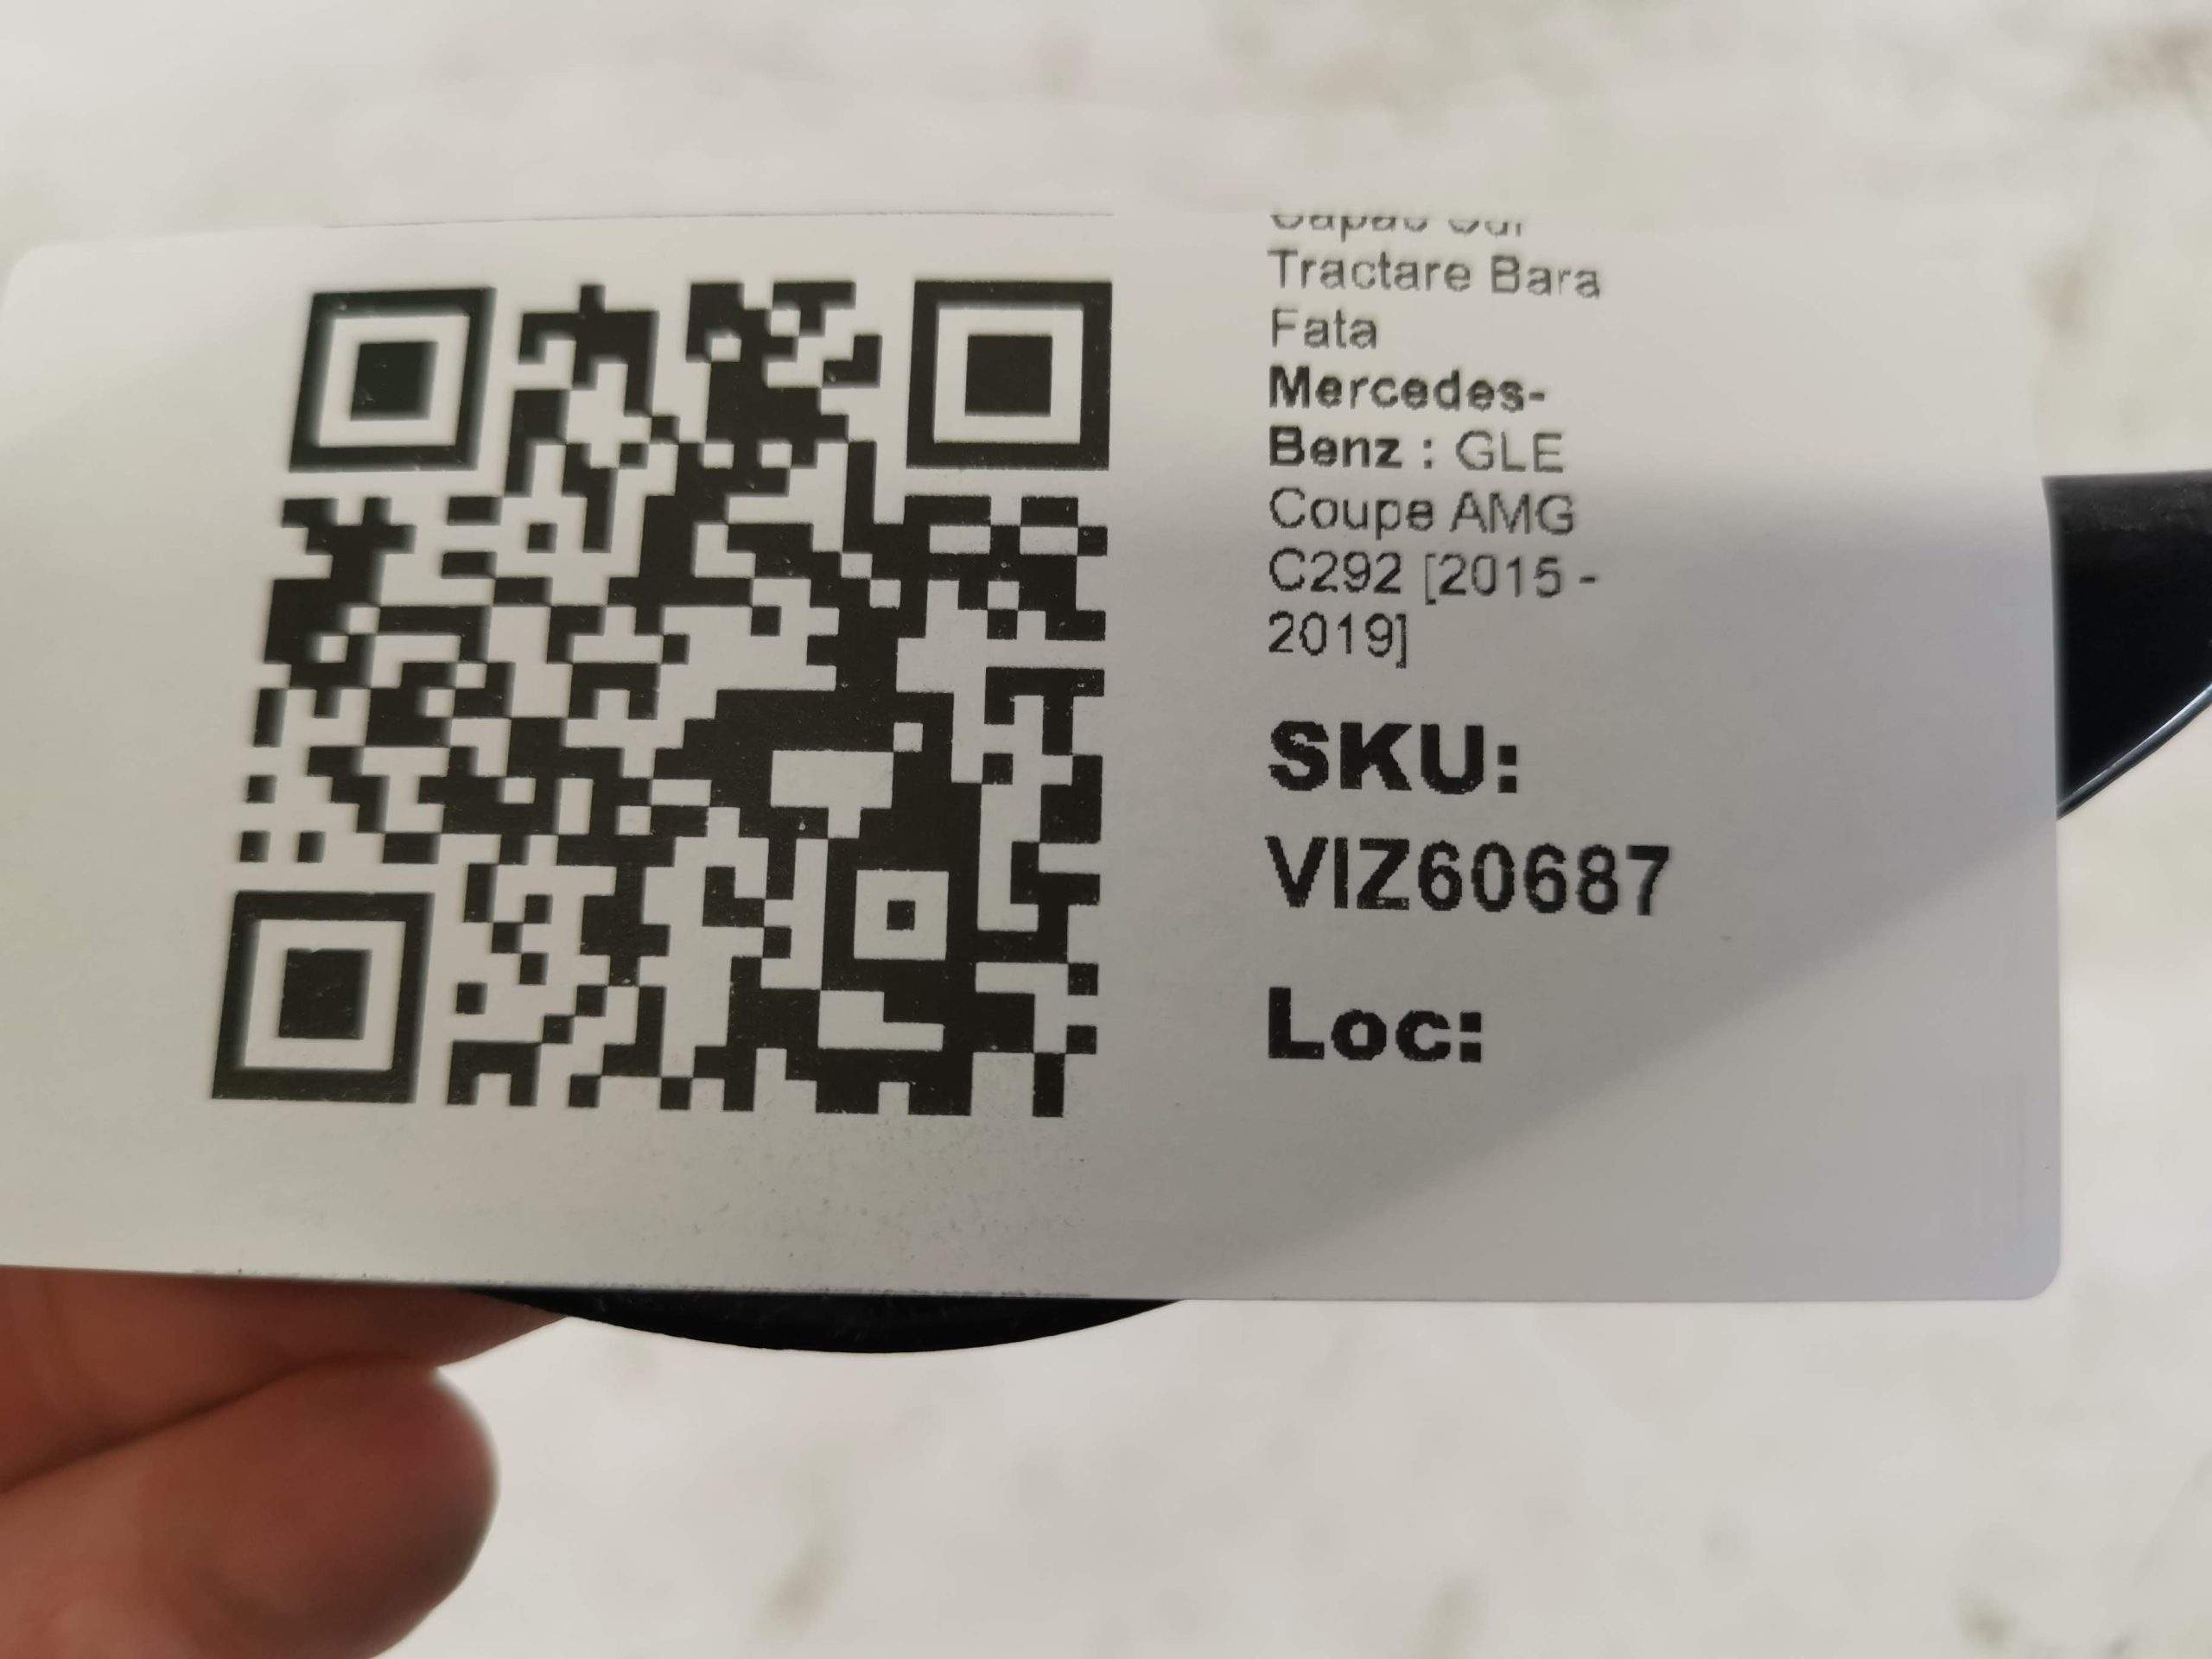 Tractare Bara
Fata
Mercedes-
Benz : GLE
Coupe AMG
C292 [2015 -
2019]
SKU:
VIZ60687
Loc: